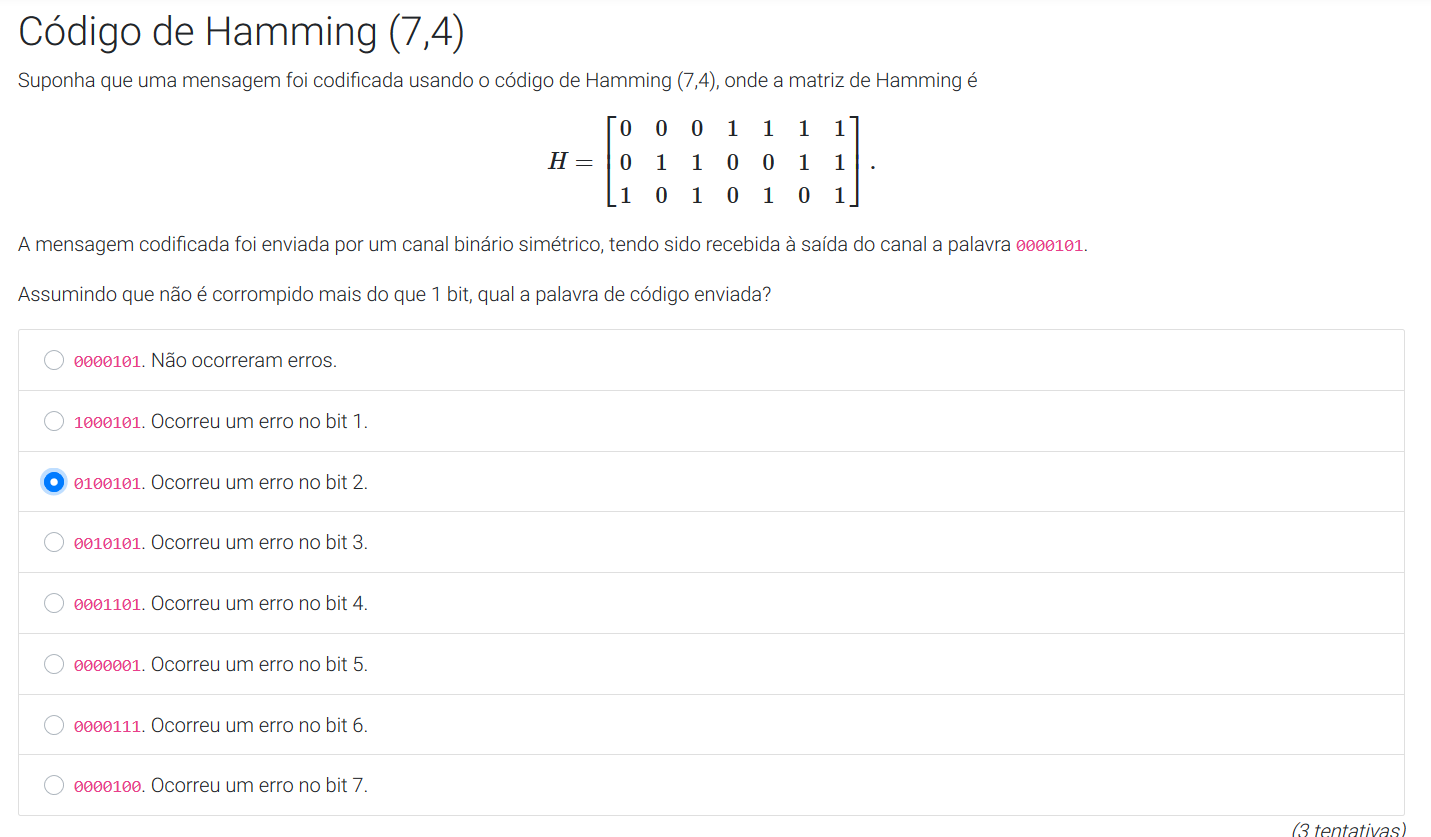 Código de Hamming (7,4)
Suponha que uma mensagem foi codificada usando o código de Hamming (7,4), onde a matriz de Hamming é
0 0 0 1 1 1 1
H = 0 1 1 0 0 1 1 .
1 0 1 0 1 0 1
A mensagem codificada foi enviada por um canal binário simétrico, tendo sido recebida à saída do canal a palavra 0000101.
Assumindo que não é corrompido mais do que 1 bit, qual a palavra de código enviada?
0000101. Não ocorreram erros.
1000101. Ocorreu um erro no bit 1.
0100101. Ocorreu um erro no bit 2.
0010101. Ocorreu um erro no bit 3.
0001101. Ocorreu um erro no bit 4.
0000001. Ocorreu um erro no bit 5.
0000111. Ocorreu um erro no bit 6.
0000100. Ocorreu um erro no bit 7.
(3 tentativas)